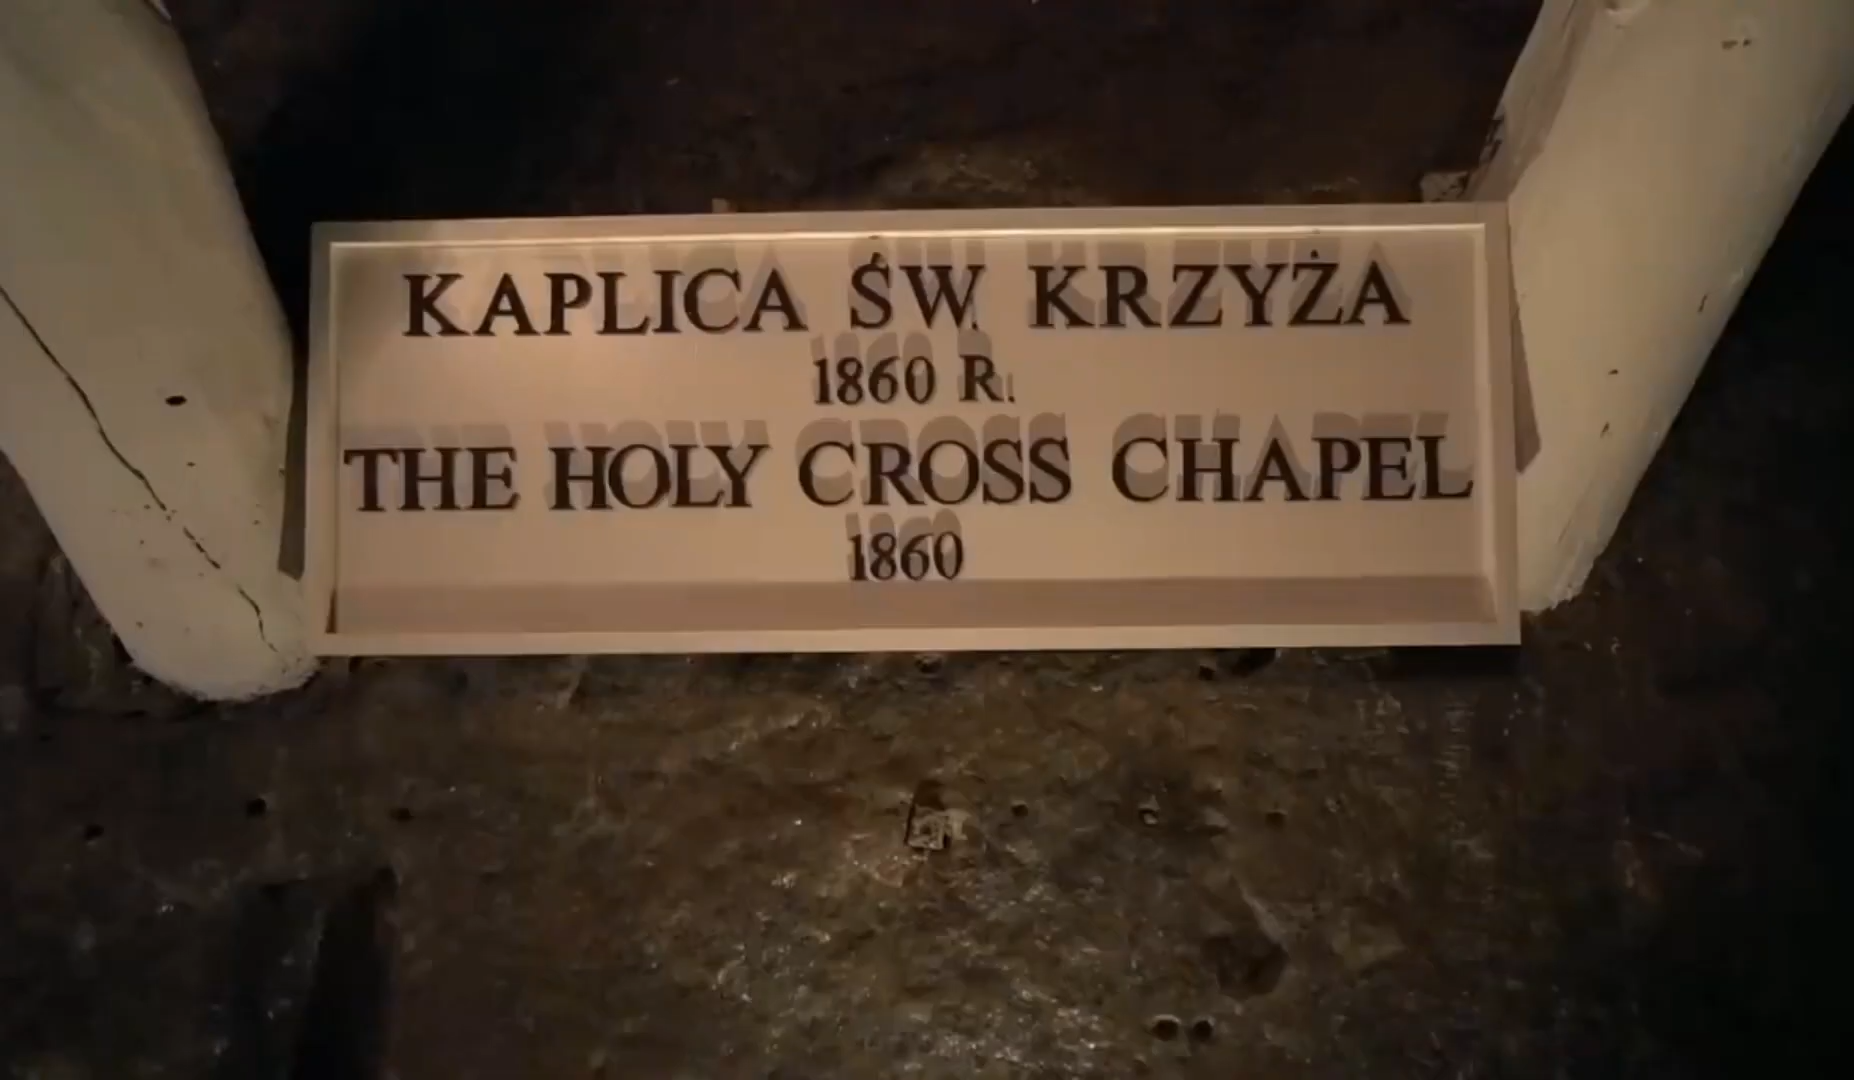 KAPLICA ŚW. KRZYŻA
1860 R.
THE HOLY CROSS CHAPEL
1860